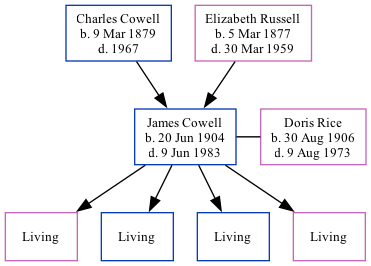 Charles Cowell
b. 9 Mar 1879
d. 1967
Elizabeth Russell
b. 5 Mar 1877
d. 30 Mar 1959
James Cowell
b. 20 Jun 1904
d. 9 Jun 1983
Doris Rice
b. 30 Aug 1906
d. 9 Aug 1973
Living
Living
Living
Living